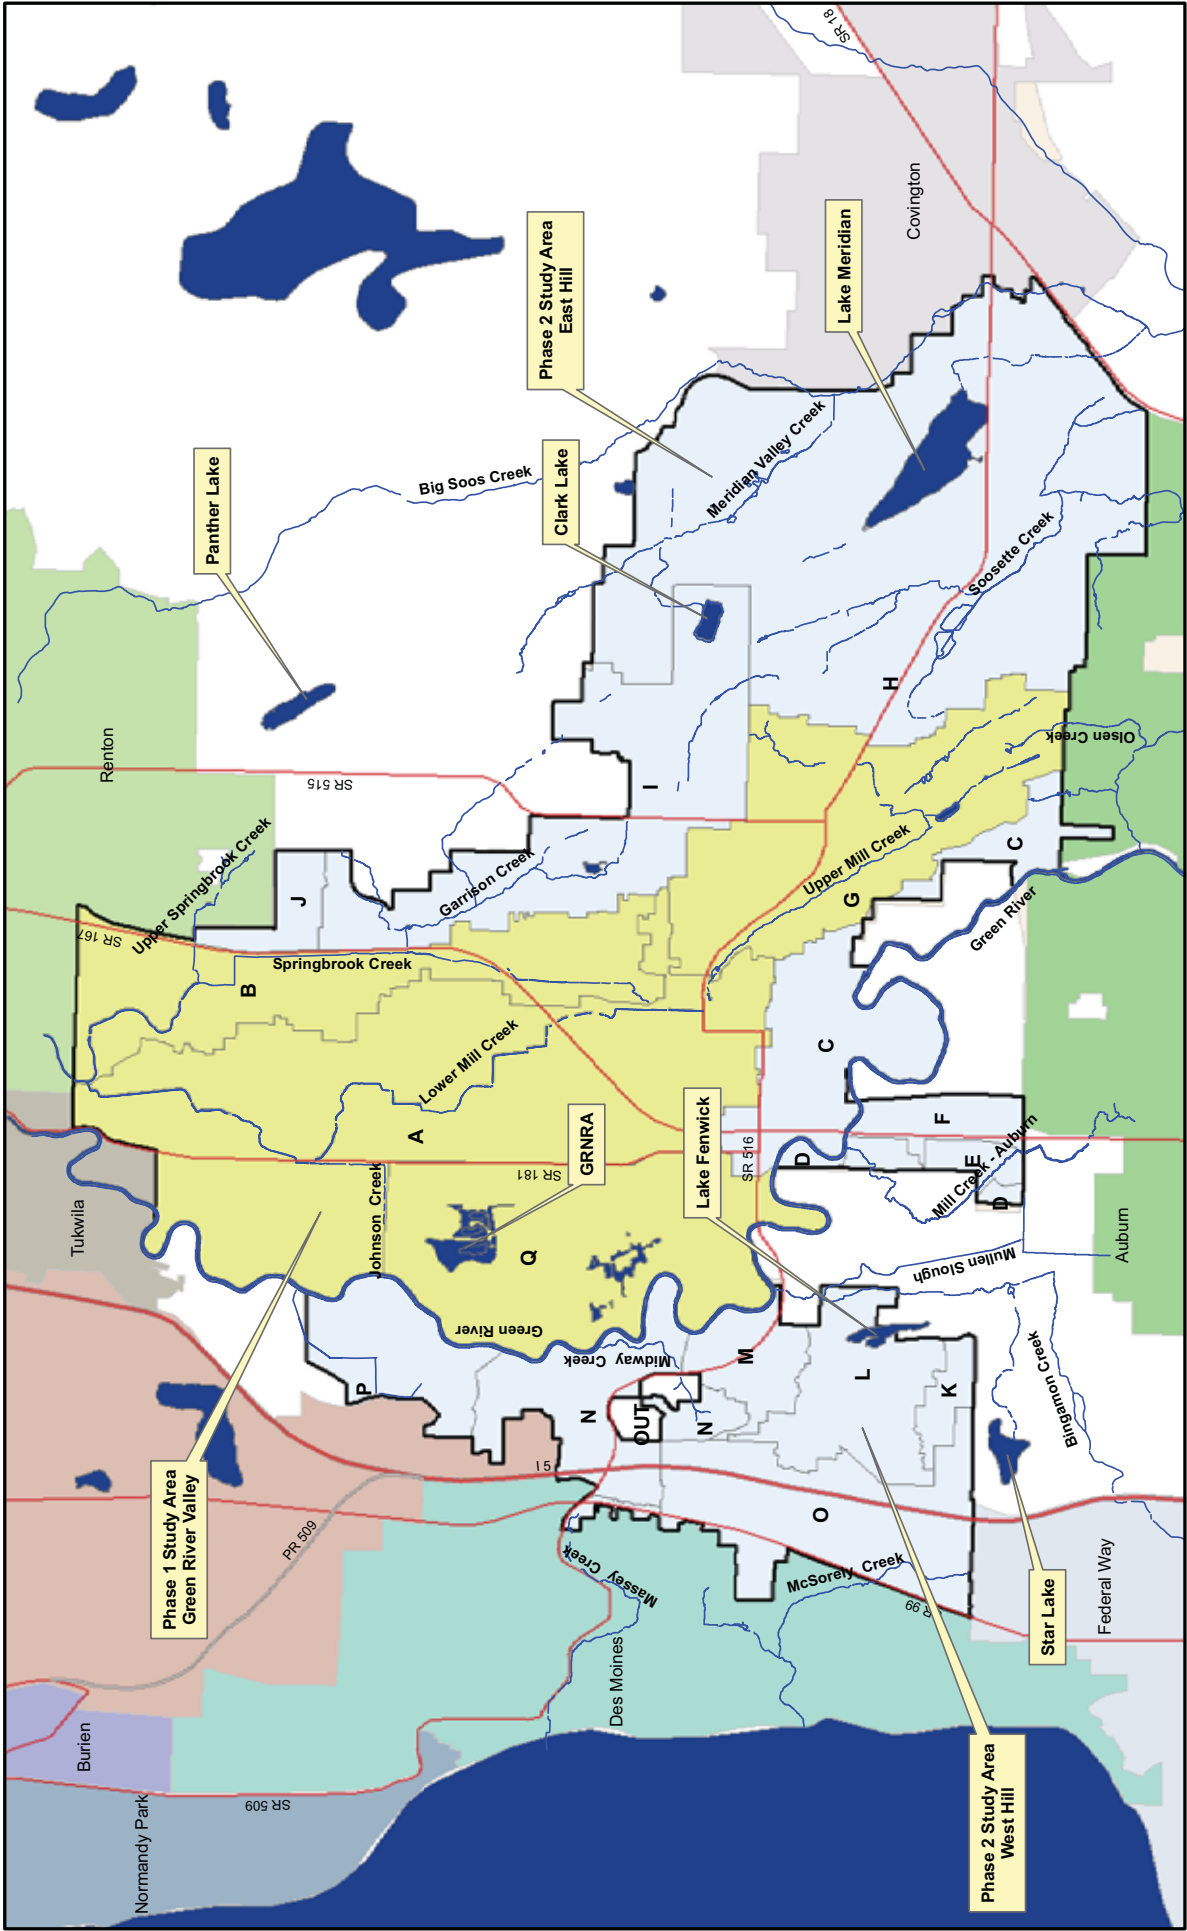 SR 18
Covington
Lake Meridian
Phase 2 Study Area
East Hill
Clark Lake
Panther Lake
Big Soos Creek
Meridian Valley Creek
Soosette Creek
Renton
SR 515
H
I
Olsen Creek
Upper Springbrook Creek
SR 167
J
Garrison Creek
Upper Mill Creek
G
C
Green River
Springbrook Creek
B
Lower Mill Creek
C
A
GRNRA
Lake Fenwick
F
SR 516
D
E
Mill Creek - Auburn
D
SR 181
Johnson Creek
Tukwila
Q
Auburn
Mullen Slough
Green River
Midway Creek
M
L
K
P
N
OUT
N
Bingamon Creek
I 5
O
Phase 1 Study Area
Green River Valley
PR 509
Massey Creek
McSorely Creek
SR 99
Star Lake
Federal Way
Des Moines
Burien
SR 509
Normandy Park
Phase 2 Study Area
West Hill